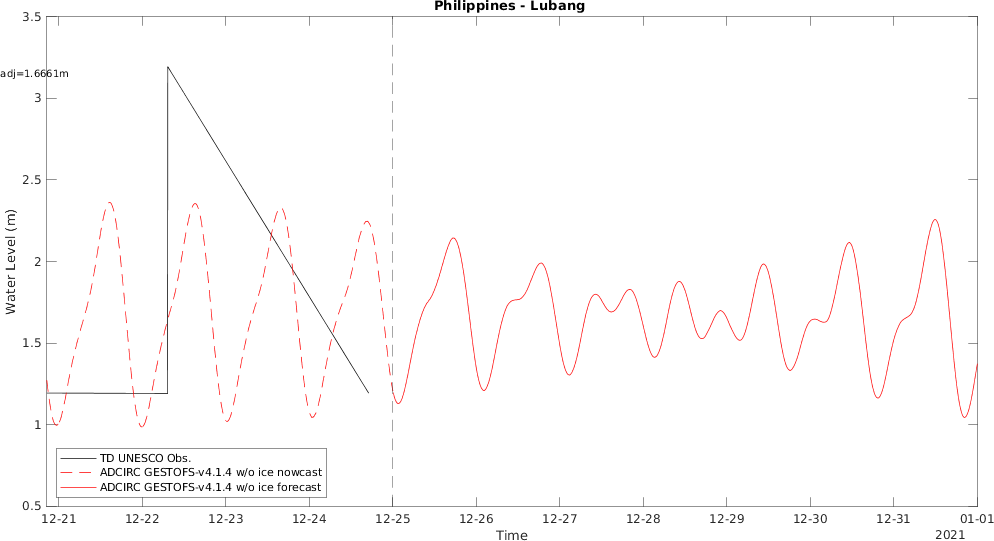 Philippines - Lubang
3.5
adj=1.6661m
3
2.5
2
1.5
1
0.5
Water Level (m)
TD UNESCO Obs.
ADCIRC GESTOFS-v4.1.4 w/o ice nowcast
ADCIRC GESTOFS-v4.1.4 w/o ice forecast
12-21 12-22 12-23 12-24 12-25 12-26 12-27 12-28 12-29 12-30 12-31 01-01
Time
2021